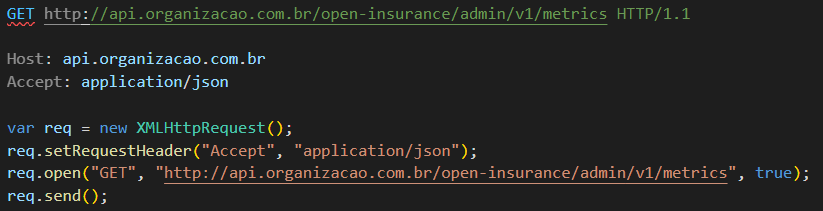 GET http://api.organizacao.com.br/open-insurance/admin/v1/metrics HTTP/1.1
Host: api.organizacao.com.br
Accept: application/json
var req = new XMLHttpRequest();
req.setRequestHeader("Accept", "application/json");
req.open("GET", "http://api.organizacao.com.br/open-insurance/admin/v1/metrics", true);
req.send();